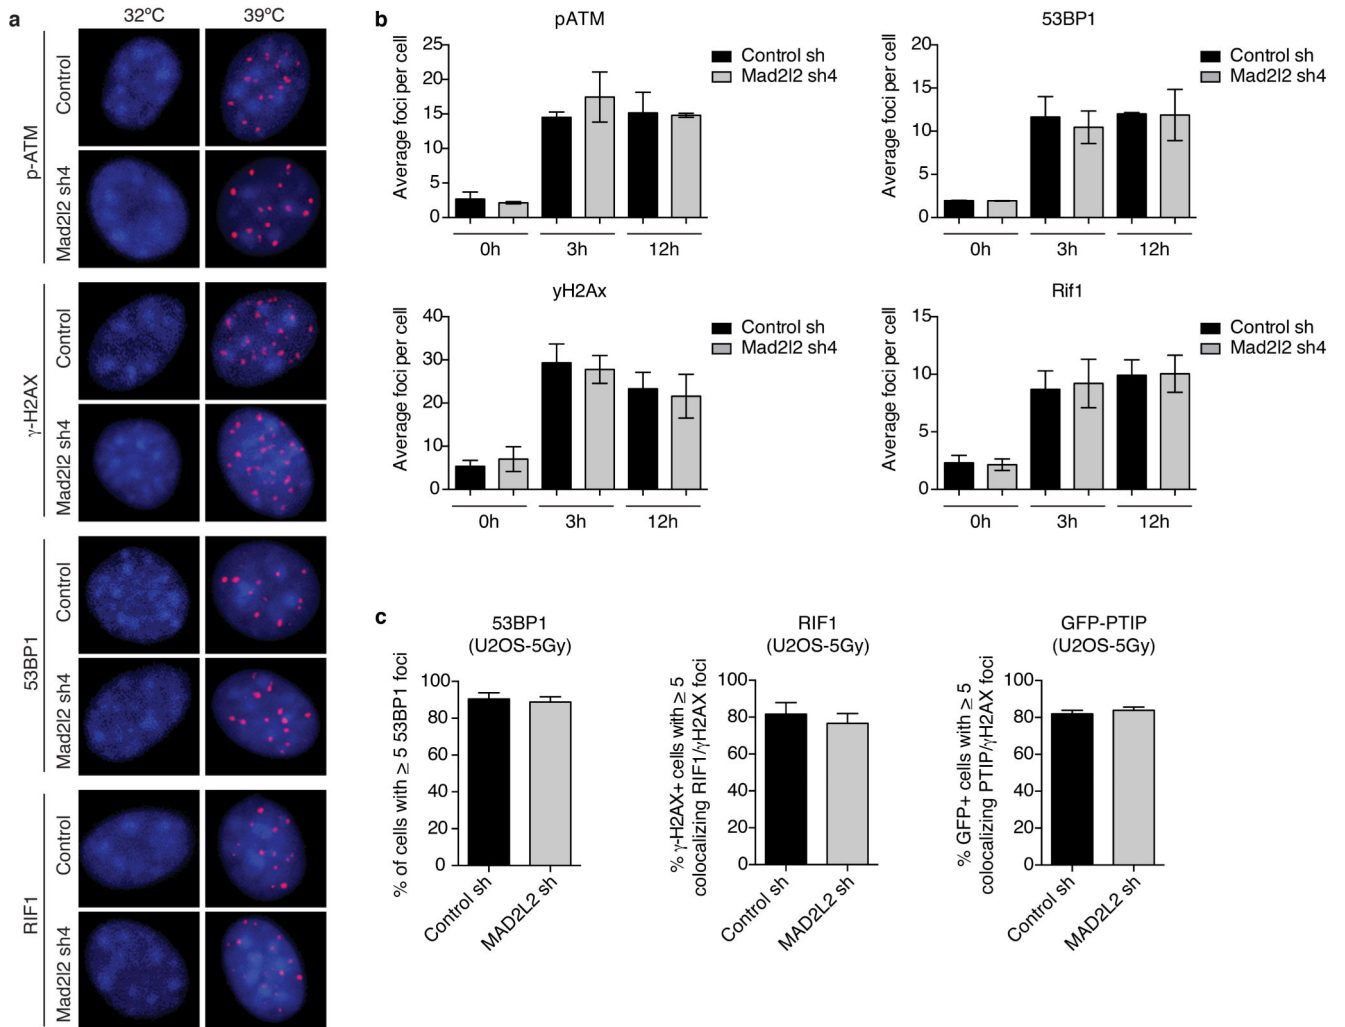 a
32ºC 39ºC
p-ATM
Control
Mad2l2 sh4
γ-H2AX
Control
Mad2l2 sh4
53BP1
Control
Mad2l2 sh4
RIF1
Control
Mad2l2 sh4
b
pATM
Average foci per cell
25
20
15
10
5
0
0h 3h 12h
Control sh
Mad2l2 sh4
53BP1
Average foci per cell
20
15
10
5
0
0h 3h 12h
Control sh
Mad2l2 sh4
yH2Ax
Average foci per cell
40
30
20
10
0
0h 3h 12h
Control sh
Mad2l2 sh4
Rif1
Average foci per cell
15
10
5
0
0h 3h 12h
Control sh
Mad2l2 sh4
c
53BP1
(U2OS-5Gy)
% of cells with ≥ 5 53BP1 foci
100
80
60
40
20
0
Control sh
MAD2L2 sh
RIF1
(U2OS-5Gy)
% γ-H2AX+ cells with ≥ 5
colocalizing RIF1/γH2AX foci
100
80
60
40
20
0
Control sh
MAD2L2 sh
GFP-PTIP
(U2OS-5Gy)
% GFP+ cells with ≥ 5
colocalizing PTIP/γH2AX foci
100
80
60
40
20
0
Control sh
MAD2L2 sh